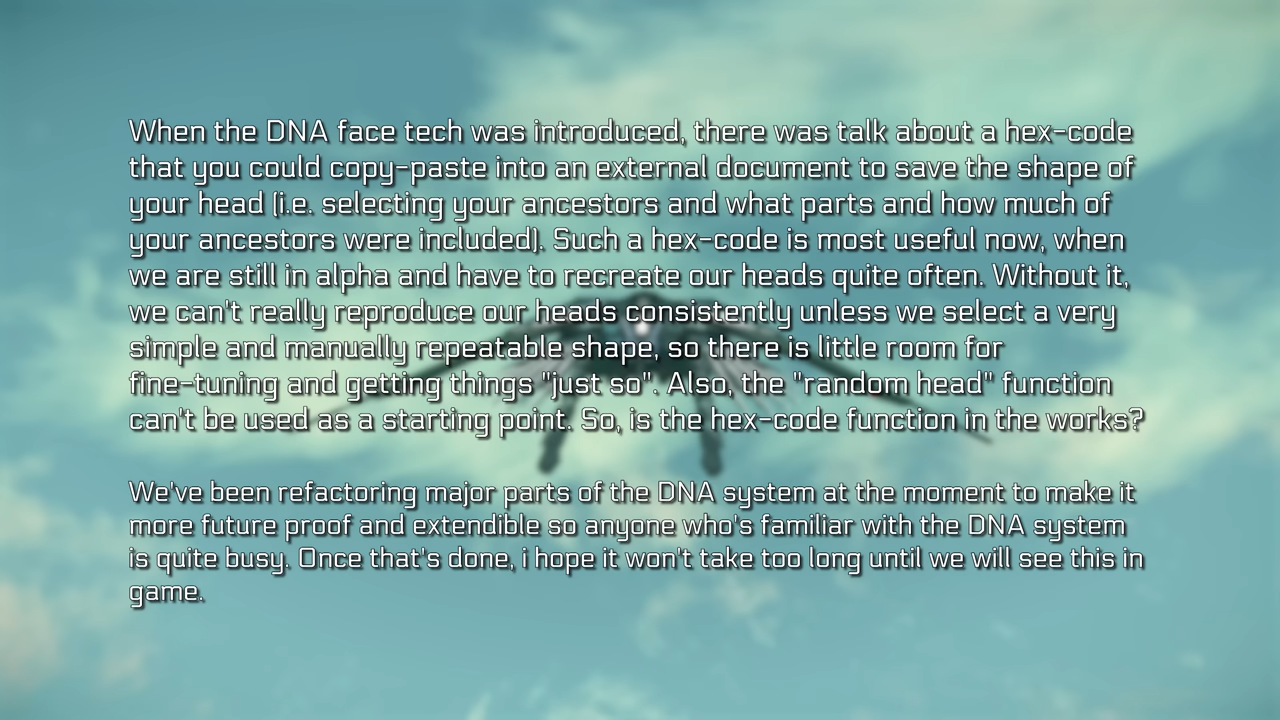 When the DNA face tech was introduced, there was talk about a hex-code
that you could copy-paste into an external document to save the shape of
your head (i.e. selecting your ancestors and what parts and how much of
your ancestors were included). Such a hex-code is most useful now, when
we are still in alpha and have to recreate our heads quite often. Without it,
we can't really reproduce our heads consistently unless we select a very
simple and manually repeatable shape, so there is little room for
fine-tuning and getting things "just so". Also, the "random head" function
can't be used as a starting point. So, is the hex-code function in the works?
We've been refactoring major parts of the DNA system at the moment to make it
more future proof and extendible so anyone who's familiar with the DNA system
is quite busy. Once that's done, i hope it won't take too long until we will see this in
game.